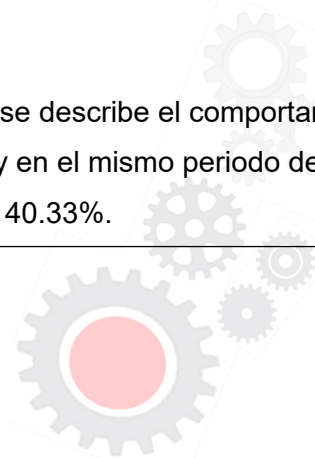 se describe el comportar
y en el mismo periodo de
40.33%.